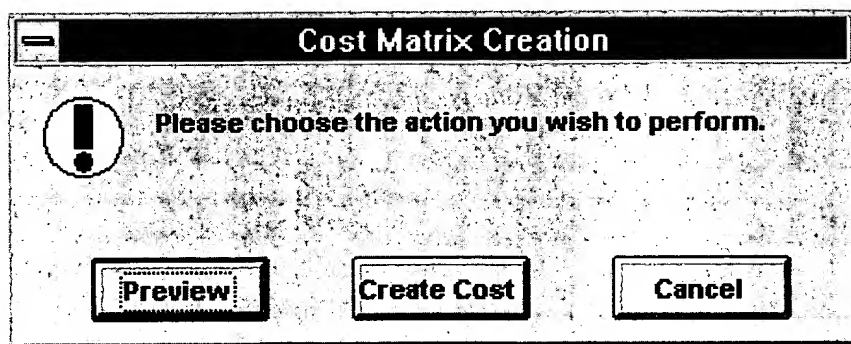 Cost Matrix Creation
Please choose the action you wish to perform.
Preview
Create Cost
Cancel